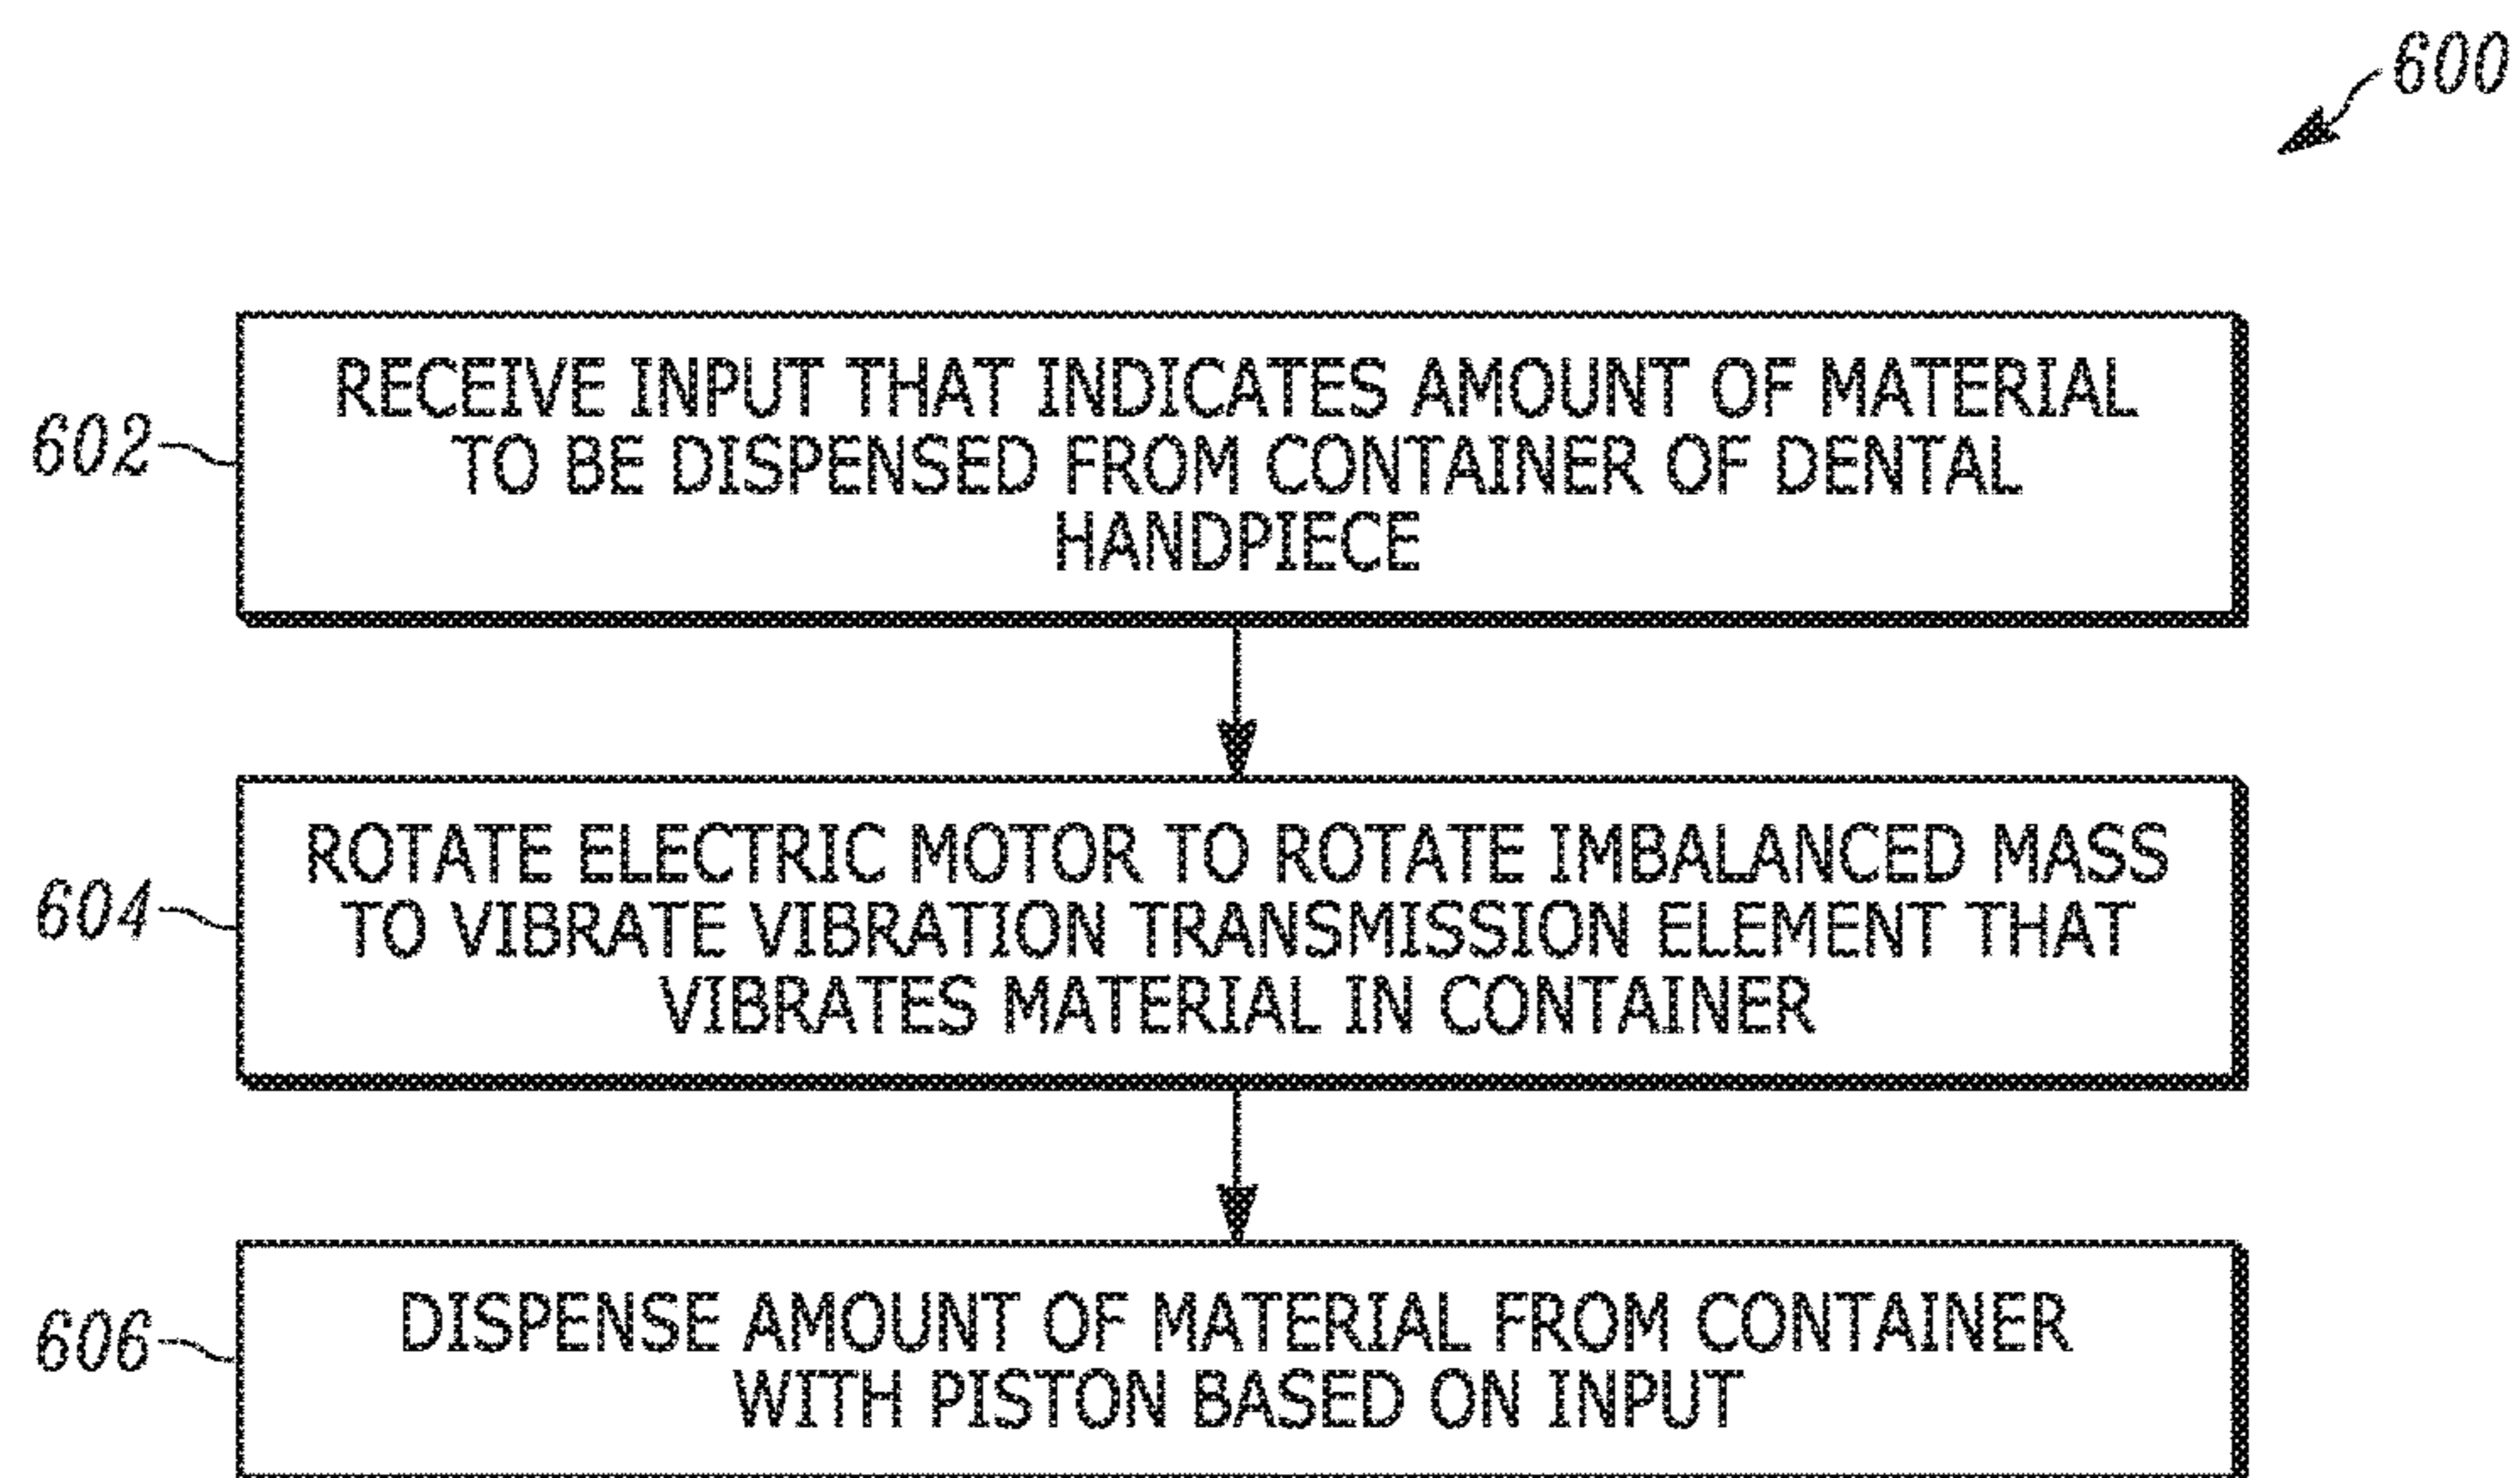 600
RECEIVE INPUT THAT INDICATES AMOUNT OF MATERIAL
602
TO BE DISPENSED FROM CONTAINER OF DENTAL
HANDPIECE
ROTATE ELECTRIC MOTOR TO ROTATE IMBALANCED MASS
604
TO VIBRATE VIBRATION TRANSMISSION ELEMENT THAT
VIBRATES MATERIAL IN CONTAINER
DISPENSE AMOUNT OF MATERIAL FROM CONTAINER
606
WITH PISTON BASED ON INPUT